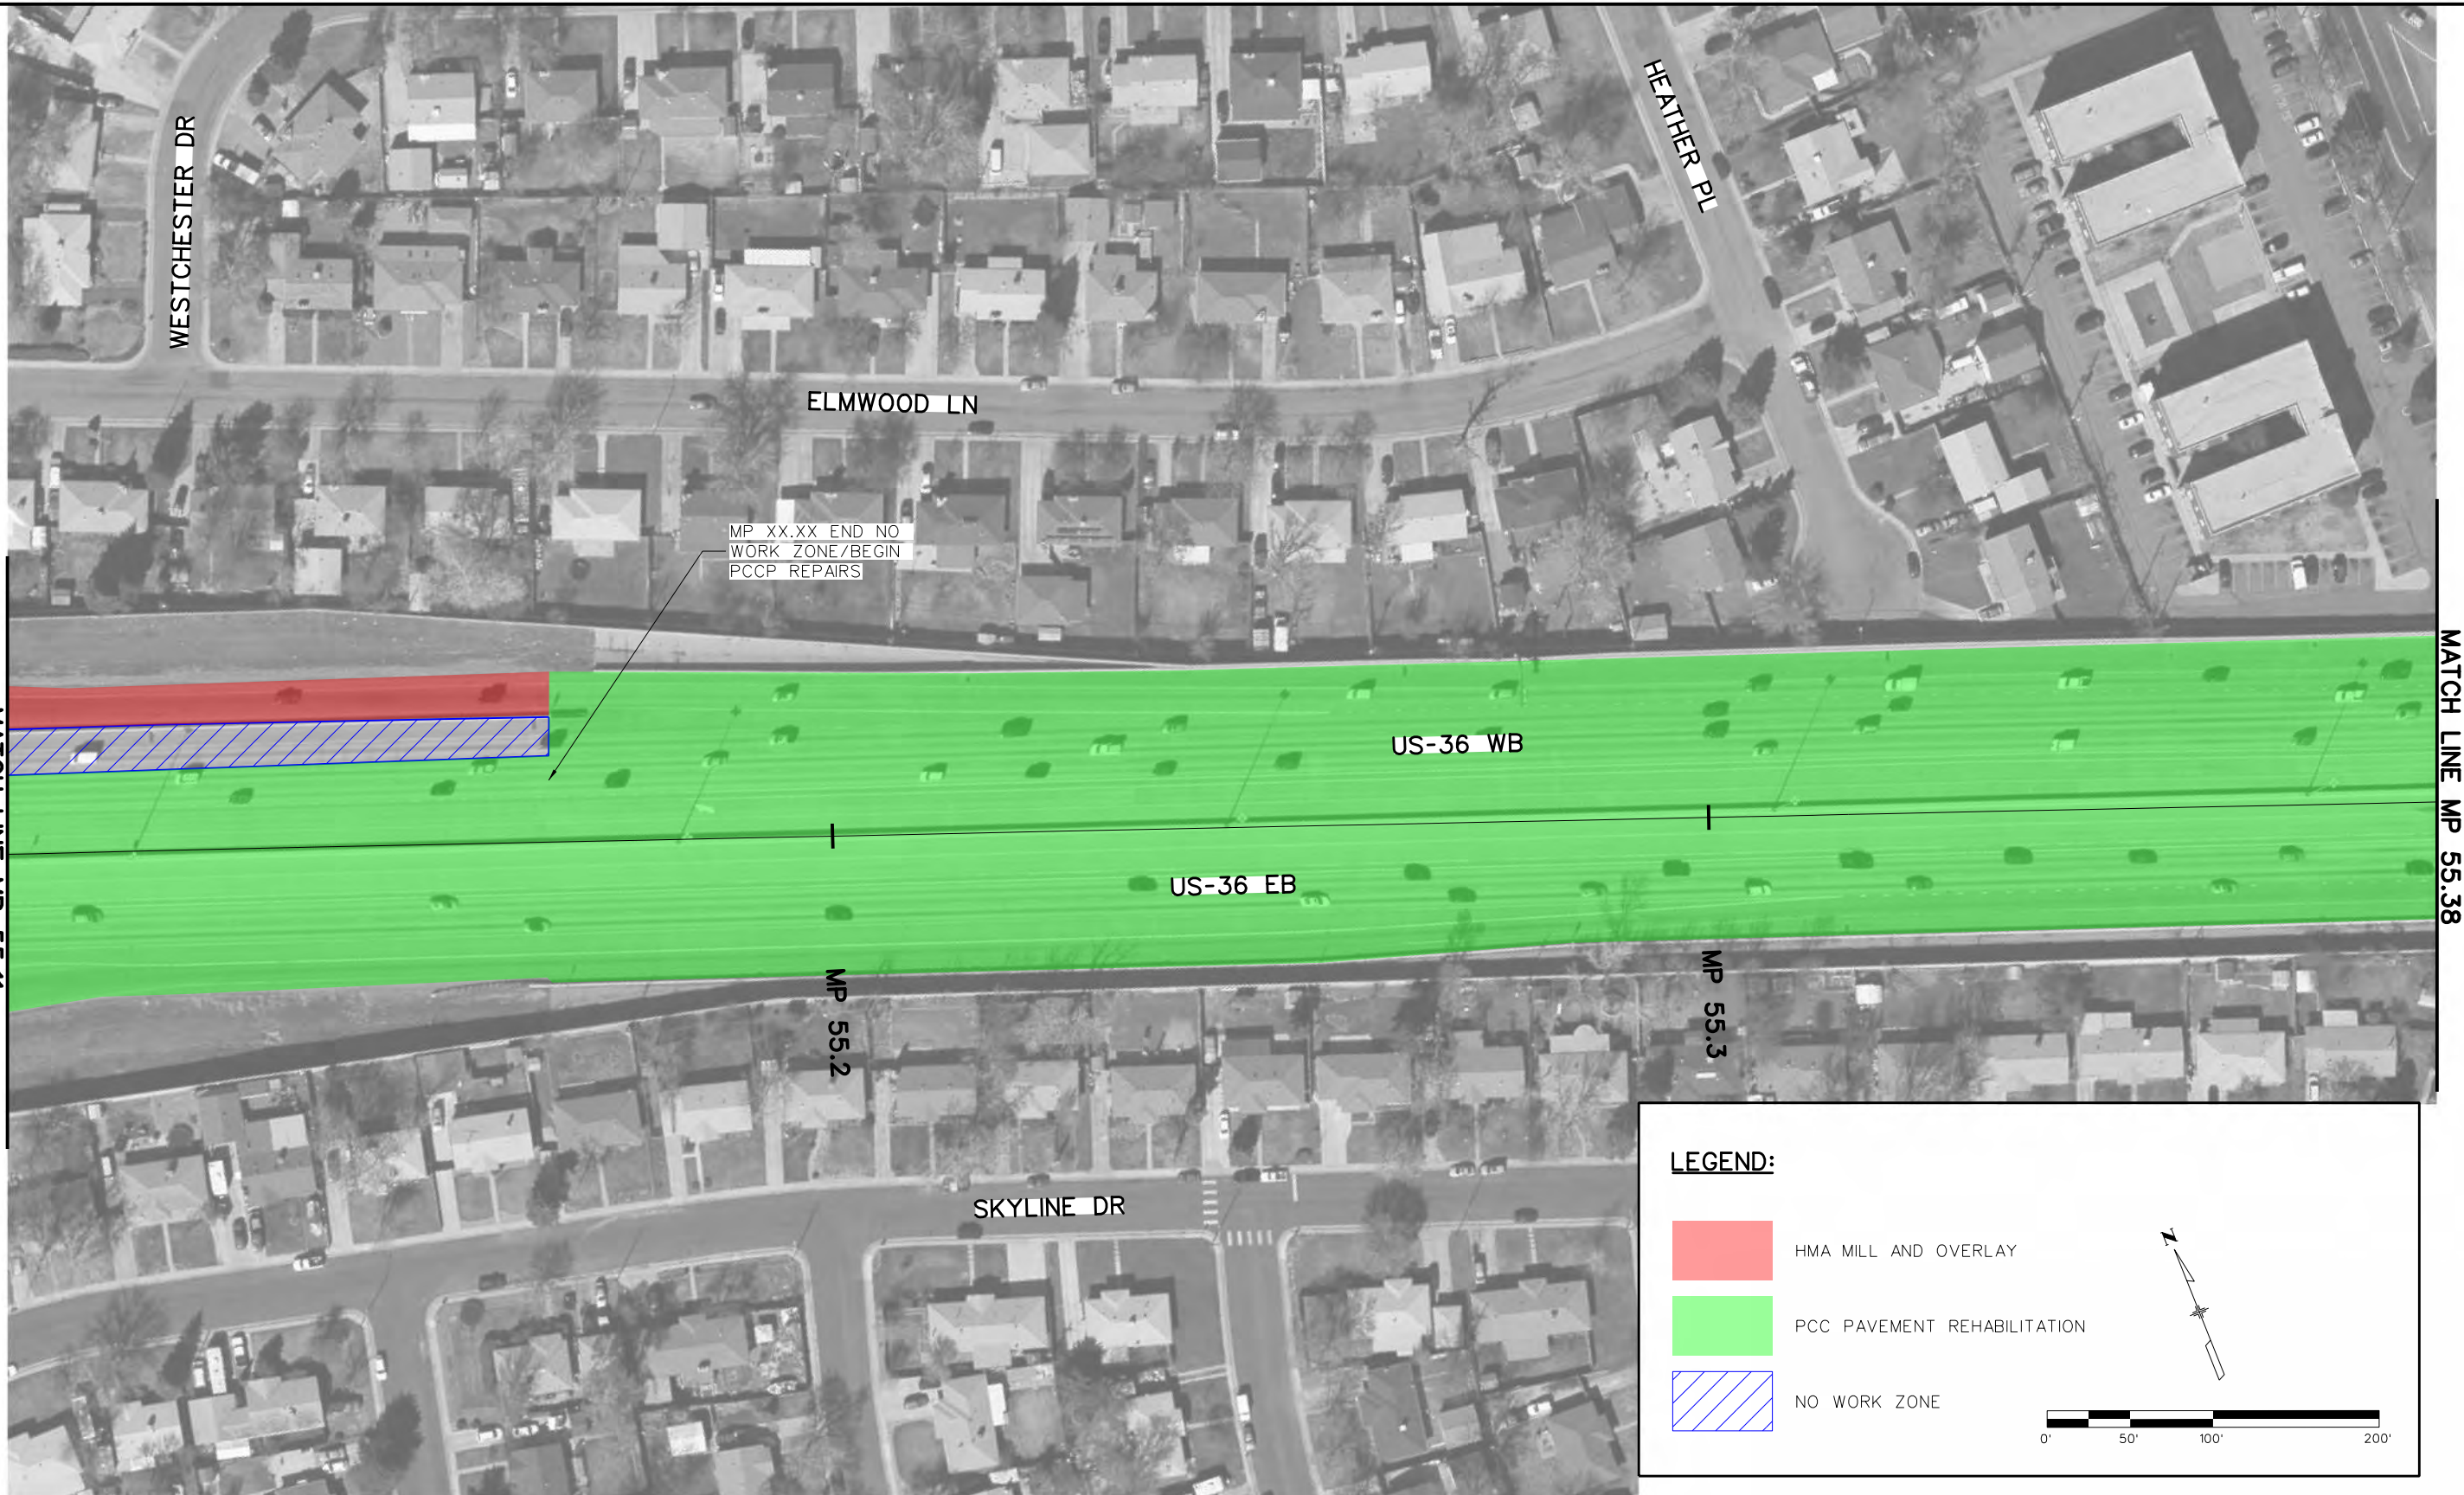 WESTCHESTER DR
HEATHER PL
ELMWOOD LN
MP XX.XX END NO
WORK ZONE/BEGIN
PCCP REPAIRS
US-36 WB
US-36 EB
MATCH LINE MP 55.38
MP 55.2
MP 55.3
SKYLINE DR
LEGEND:
HMA MILL AND OVERLAY
PCC PAVEMENT REHABILITATION
NO WORK ZONE
N
0' 50' 100' 200'